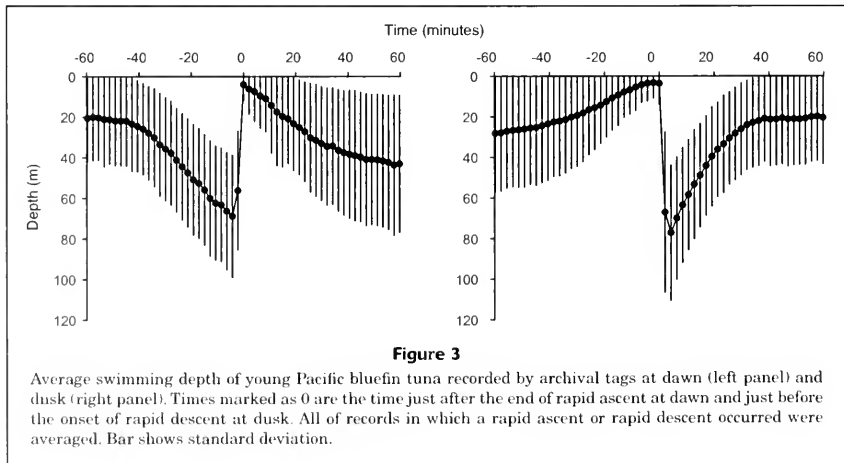 Time (minutes)
-60 -40 -20 0 20 40 60 -60 -40 -20 0 20 40 60
0 0
20 20
40 40
60 60
80 80
100 100
120 120
Depth (m)
Figure 3
Average swimming depth of young Pacific bluefin tuna recorded by archival tags at dawn (left panel) and
dusk (right panel). Times marked as 0 are the time just after the end of rapid ascent at dawn and just before
the onset of rapid descent at dusk. All of records in which a rapid ascent or rapid descent occurred were
averaged. Bar shows standard deviation.